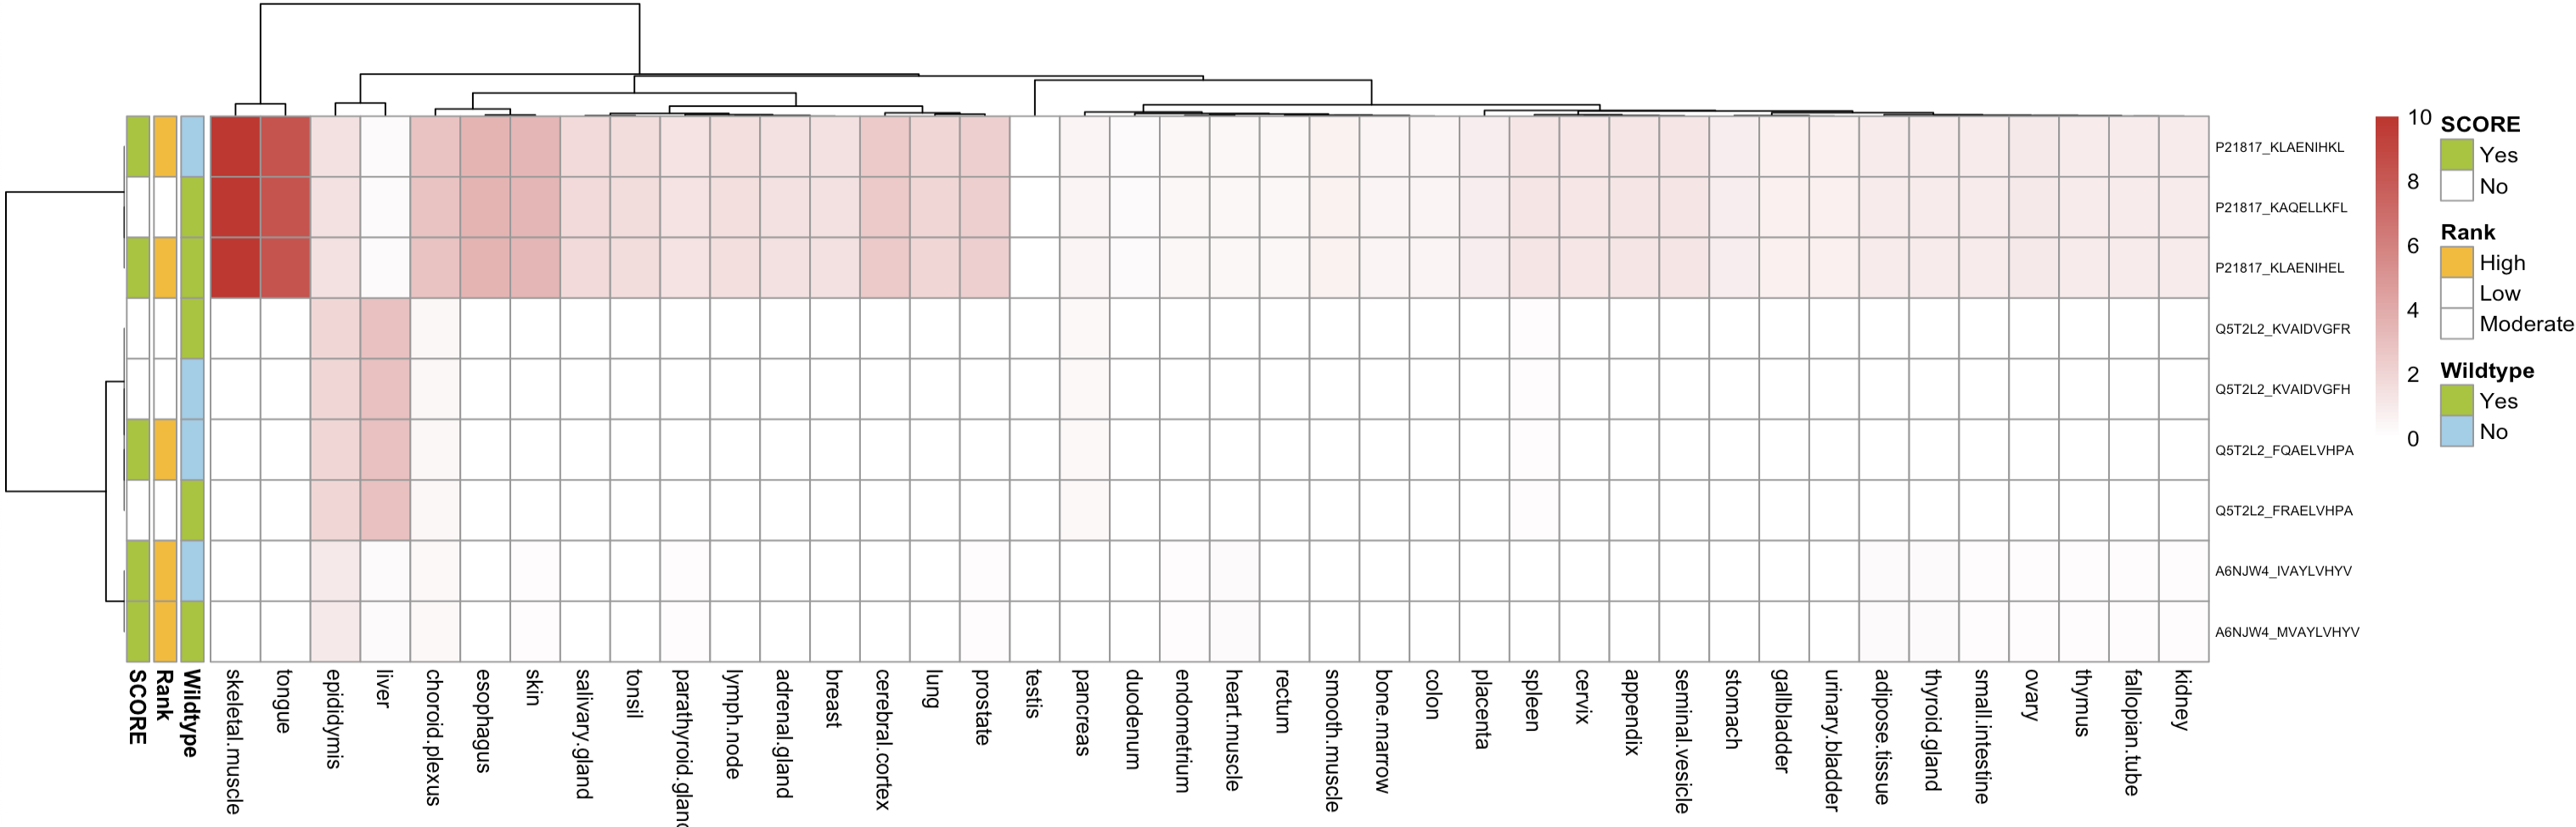 P21817_KLAENIHKL
P21817_KAQELLKFL
P21817_KLAENIHEL
Q5T2L2_KVAIDVGFR
Q5T2L2_KVAIDVGFH
Q5T2L2_FQAELVHPA
Q5T2L2_FRAELVHPA
A6NJW4_IVAYLVHYV
A6NJW4_MVAYLVHYV
SCORE
Rank
Wildtype
skeletal.muscle
tongue
epididymis
liver
choroid.plexus
esophagus
skin
salivary.gland
tonsil
parathyroid.gland
lymph.node
adrenal.gland
breast
cerebral.cortex
lung
prostate
testis
pancreas
duodenum
endometrium
heart.muscle
rectum
smooth.muscle
bone.marrow
colon
placenta
spleen
cervix
appendix
seminal.vesicle
stomach
gallbladder
urinary.bladder
adipose.tissue
thyroid.gland
small.intestine
ovary
thymus
fallopian.tube
kidney
10
8
6
4
2
0
SCORE
Yes
No
Rank
High
Low
Moderate
Wildtype
Yes
No